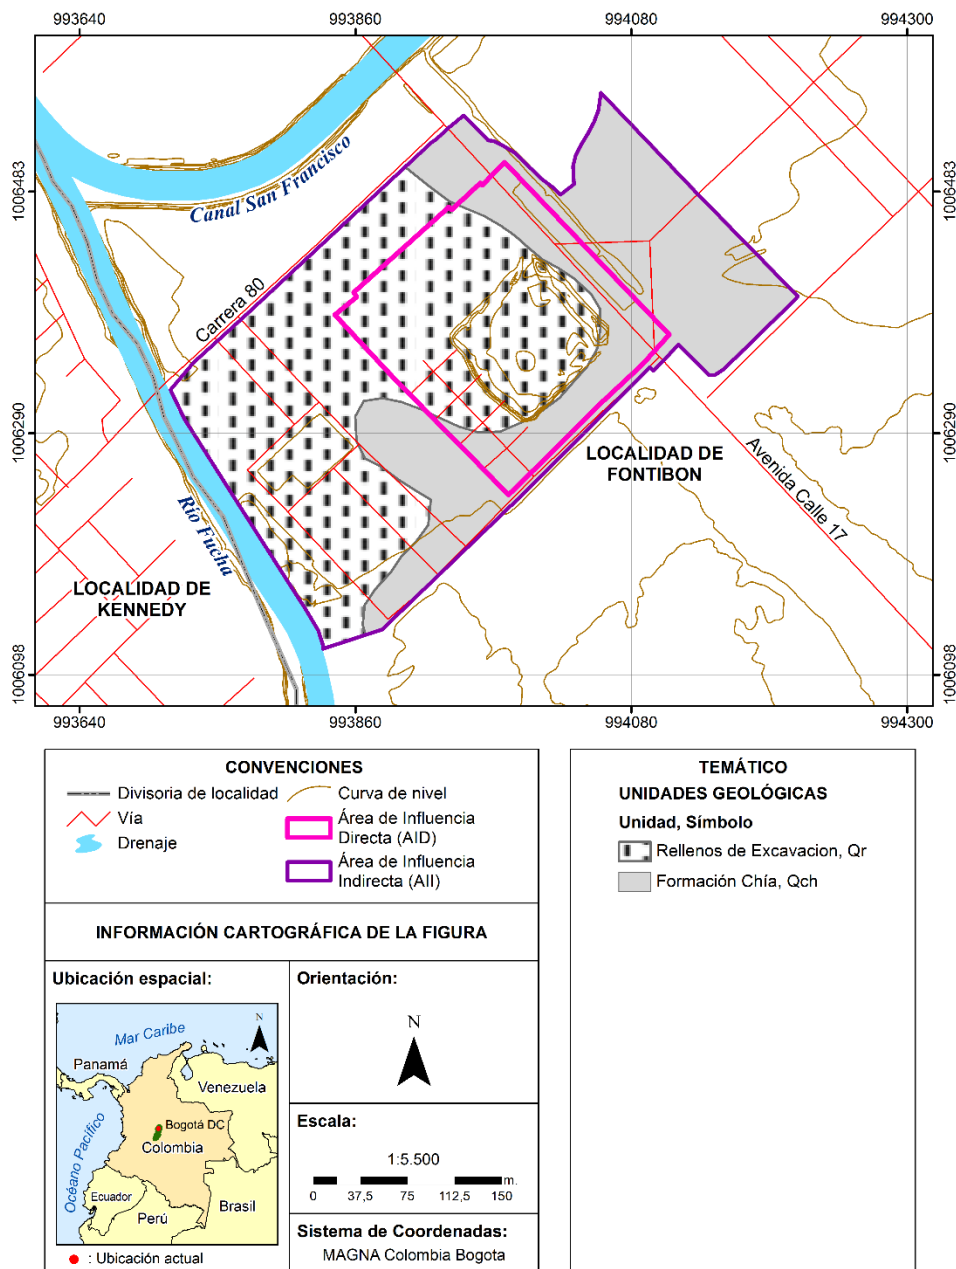 993640 993860 994080 994300
1006483 1006483
1006290 1006290
1006098 1006098
Canal San Francisco
Carrera 80
Río Fucha
LOCALIDAD DE
KENNEDY
LOCALIDAD DE
FONTIBON
Avenida Calle 17
993640 993860 994080 994300
CONVENCIONES
Divisoria de localidad
Vía
Drenaje
Curva de nivel
Área de Influencia
Directa (AID)
Área de Influencia
Indirecta (AII)
INFORMACIÓN CARTOGRÁFICA DE LA FIGURA
Ubicación espacial:
Mar Caribe
N
Panamá
Venezuela
Bogotá DC
Colombia
Océano Pacífico
Ecuador
Perú
Brasil
: Ubicación actual
Orientación:
N
Escala:
1:5.500
m.
0 37,5 75 112,5 150
Sistema de Coordenadas:
MAGNA Colombia Bogota
TEMÁTICO
UNIDADES GEOLÓGICAS
Unidad, Símbolo
Rellenos de Excavacion, Qr
Formación Chía, Qch